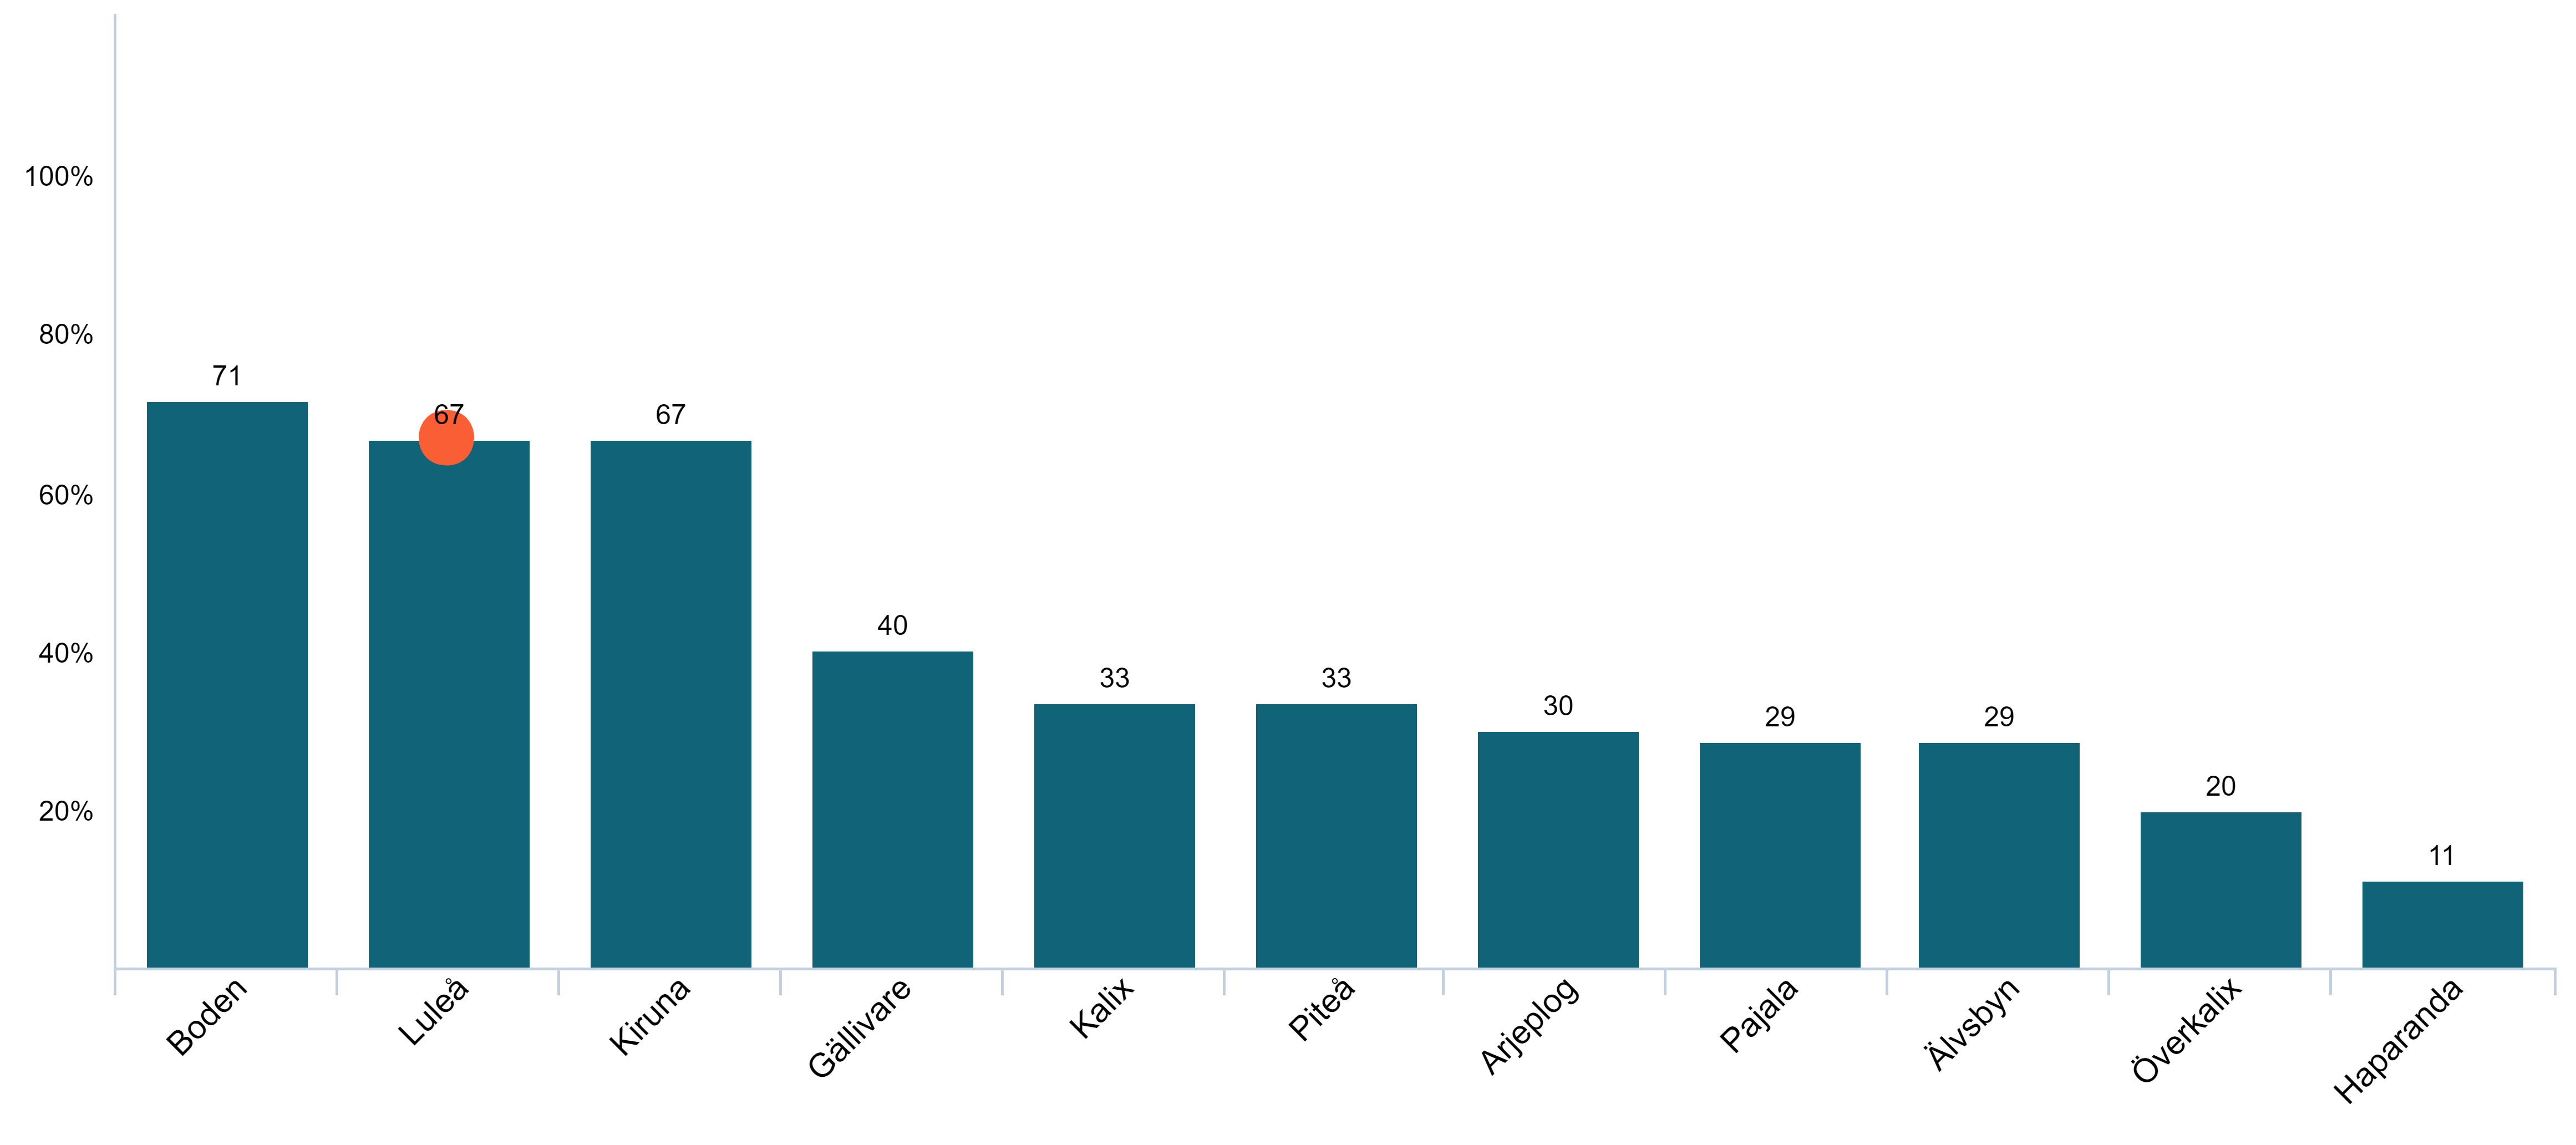 100%
80%
60%
40%
20%
71
67
67
40
33
33
30
29
29
20
11
Boden
Luleå
Kiruna
Gällivare
Kalix
Piteå
Arjeplog
Pajala
Älvsbyn
Överkalix
Haparanda